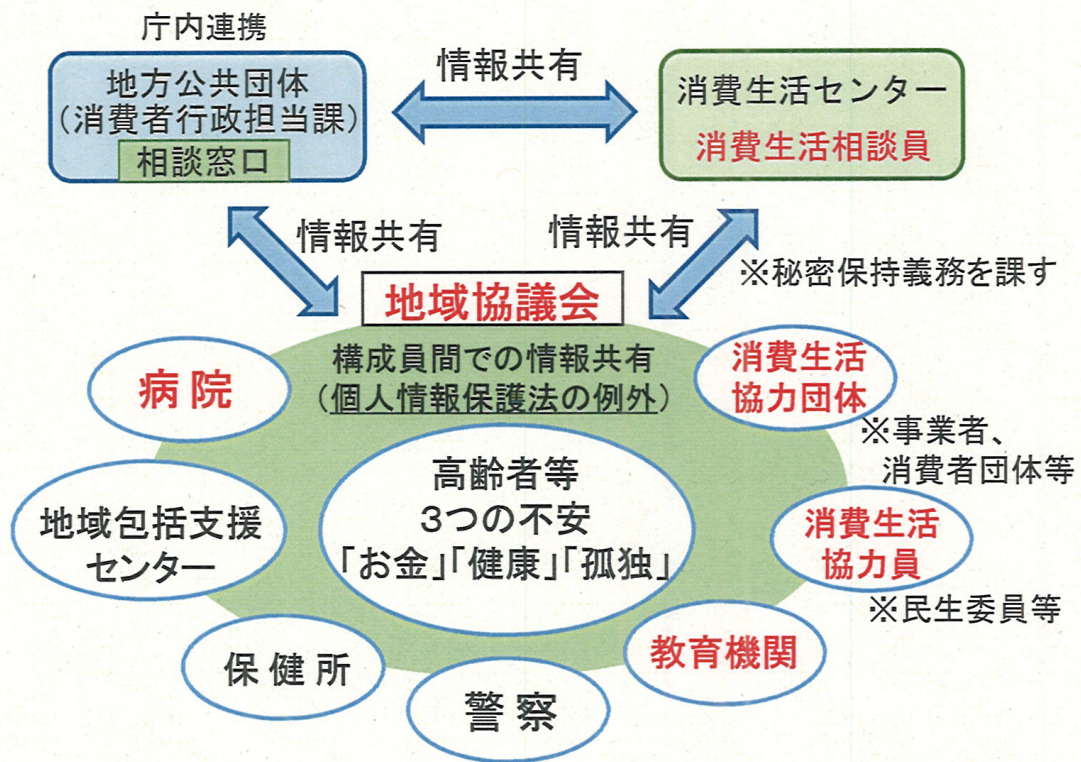 庁内連携
地方公共団体
(消費者行政担当課)
相談窓口
情報共有
消費生活センター
消費生活相談員
情報共有
情報共有
※秘密保持義務を課す
地域協議会
構成員間での情報共有
(個人情報保護法の例外)
病院
消費生活
協力団体
※事業者、
消費者団体等
高齢者等
3つの不安
「お金」「健康」「孤独」
地域包括支援
センター
消費生活
協力員
※民生委員等
保健所
教育機関
警察